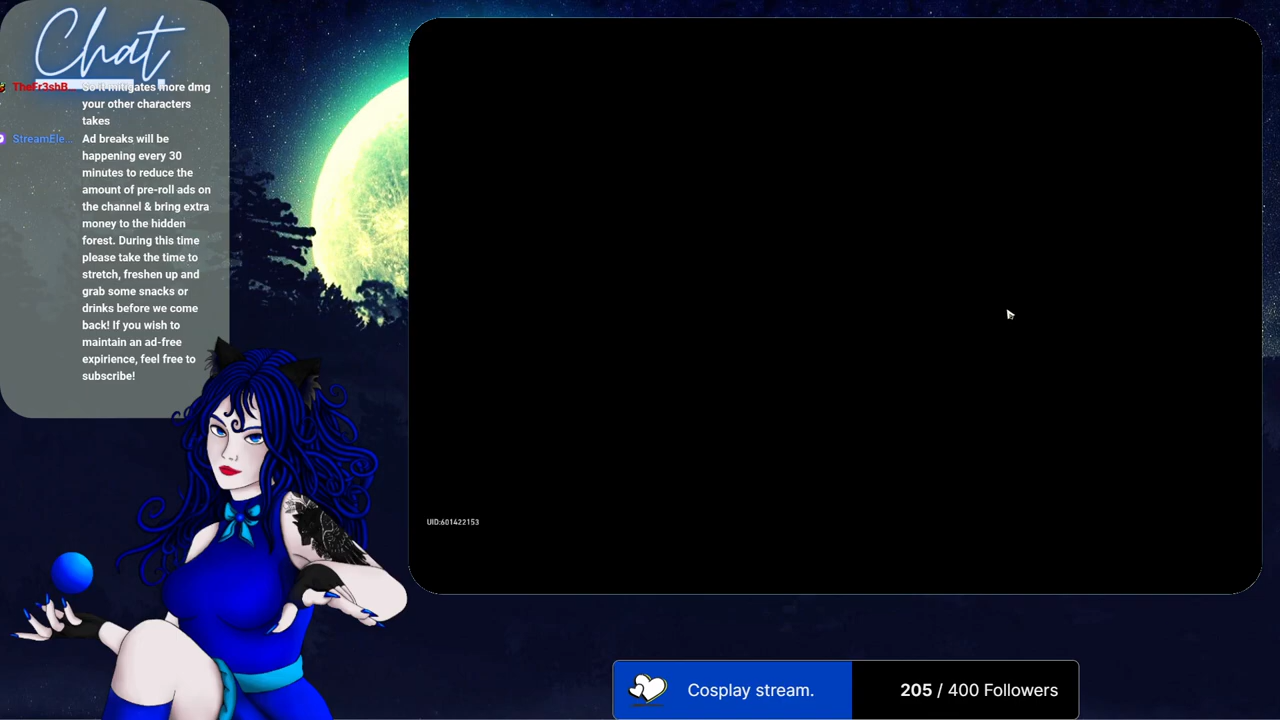 Chat
TheFr3shB... So it mitigates more dmg
your other characters
takes
StreamEle... Ad breaks will be
happening every 30
minutes to reduce the
amount of pre-roll ads on
the channel & bring extra
money to the hidden
forest. During this time
please take the time to
stretch, freshen up and
grab some snacks or
drinks before we come
back! If you wish to
maintain an ad-free
expirience, feel free to
subscribe!
UID:601422153
Cosplay stream. 205 / 400 Followers